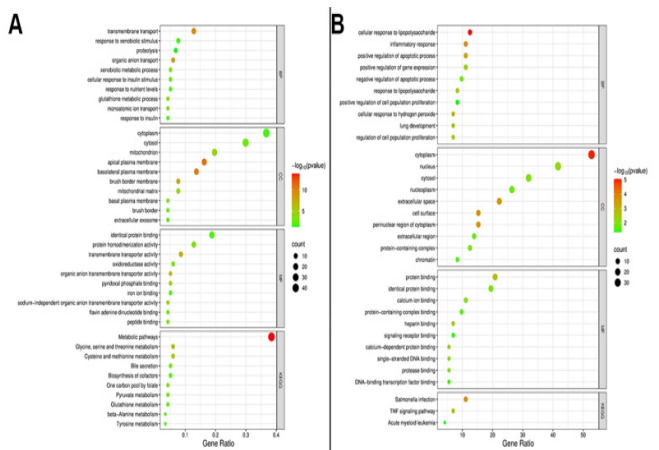 A
transmembrane transport
response to xenobiotic stimulus
proteolysis
organic anion transport
xenobiotic metabolic process
cellular response to insulin stimulus
response to nutrient levels
glutathione metabolic process
monoatomic ion transport
response to insulin
BP
cytoplasm
cytosol
mitochondrion
apical plasma membrane
basolateral plasma membrane
brush border membrane
mitochondrial matrix
basal plasma membrane
brush border
extracellular exosome
CC
identical protein binding
protein homodimerization activity
transmembrane transporter activity
oxidoreductase activity
organic anion transmembrane transporter activity
pyridoxal phosphate binding
iron ion binding
sodium-independent organic anion transmembrane transporter activity
flavin adenine dinucleotide binding
peptide binding
MF
Metabolic pathways
Glycine, serine and threonine metabolism
Cysteine and methionine metabolism
Bile secretion
Biosynthesis of cofactors
One carbon pool by folate
Pyruvate metabolism
Glutathione metabolism
beta-Alanine metabolism
Tyrosine metabolism
KEGG
0.1 0.2 0.3 0.4
Gene Ratio
-log10(pvalue)
10
5
count
10
20
30
40
B
cellular response to lipopolysaccharide
inflammatory response
positive regulation of apoptotic process
positive regulation of gene expression
negative regulation of apoptotic process
response to lipopolysaccharide
positive regulation of cell population proliferation
cellular response to hydrogen peroxide
lung development
regulation of cell population proliferation
BP
cytoplasm
nucleus
cytosol
nucleoplasm
extracellular space
cell surface
perinuclear region of cytoplasm
extracellular region
protein-containing complex
chromatin
CC
protein binding
identical protein binding
calcium ion binding
protein-containing complex binding
heparin binding
signaling receptor binding
calcium-dependent protein binding
single-stranded DNA binding
protease binding
DNA-binding transcription factor binding
MF
Salmonella infection
TNF signaling pathway
Acute myeloid leukemia
KEGG
10 20 30 40 50
Gene Ratio
-log10(pvalue)
5
4
3
2
count
10
20
30